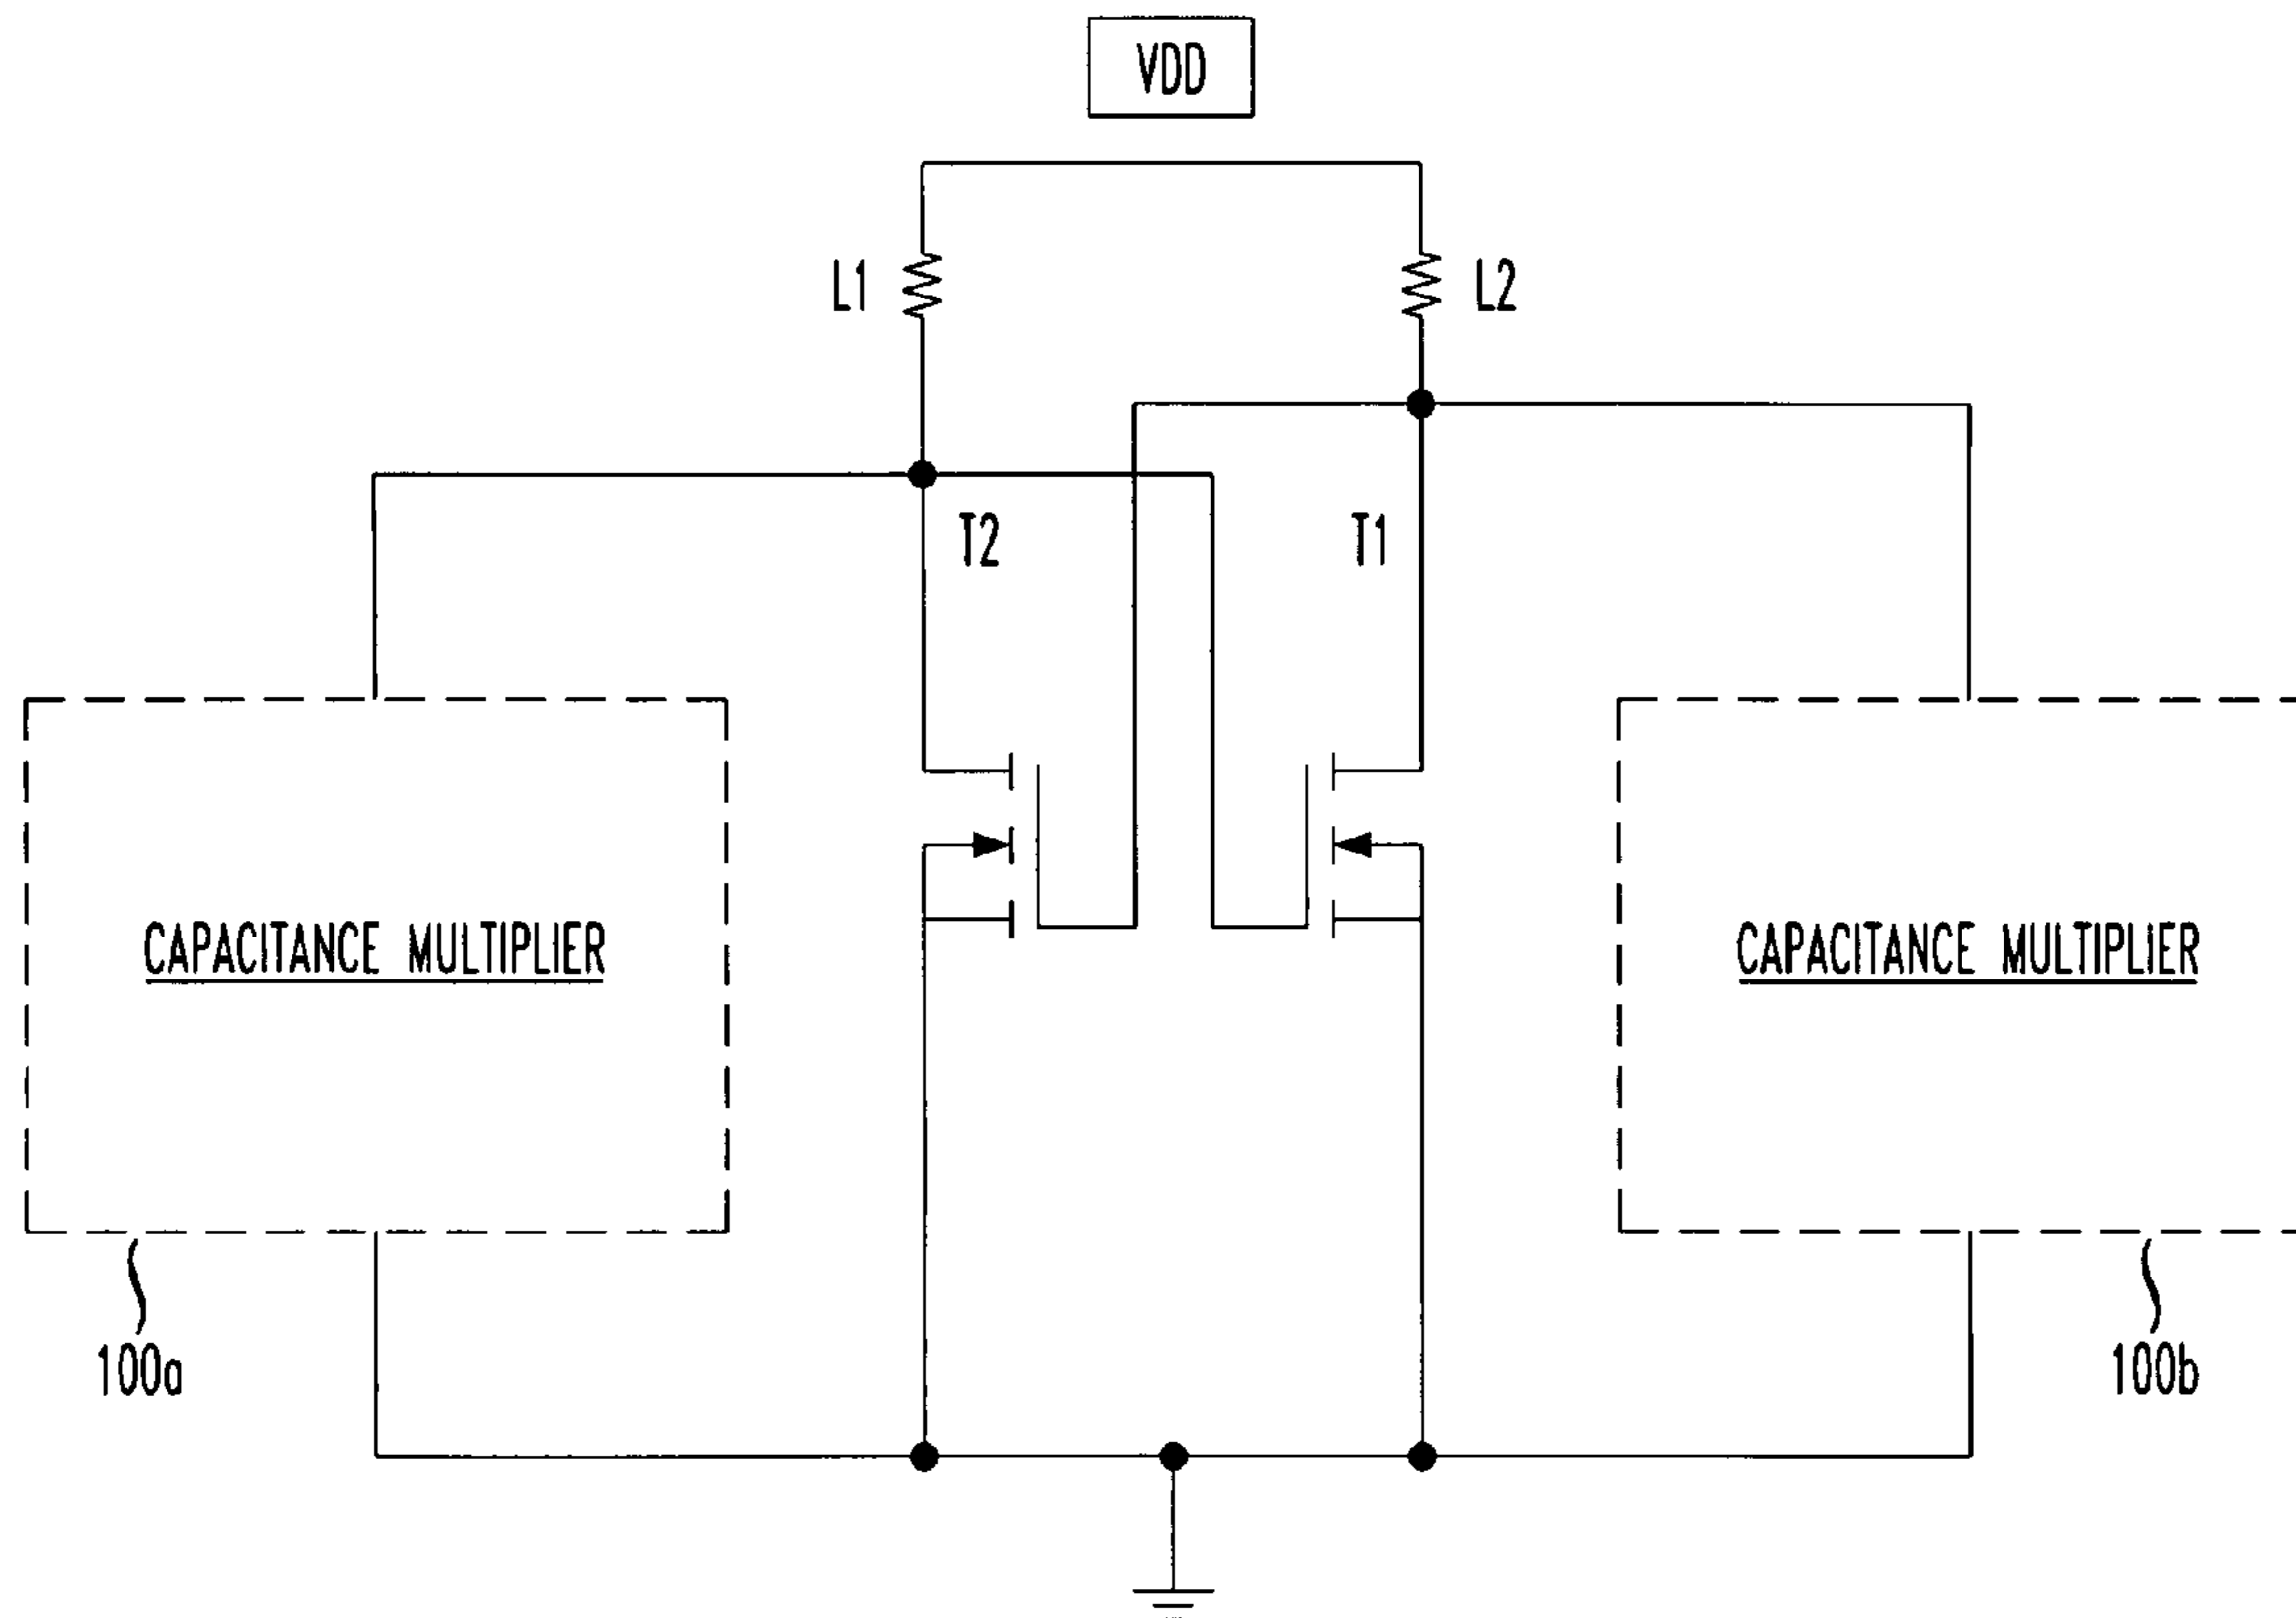 VDD
L1
L2
T2
T1
CAPACITANCE MULTIPLIER
CAPACITANCE MULTIPLIER
100a
100b